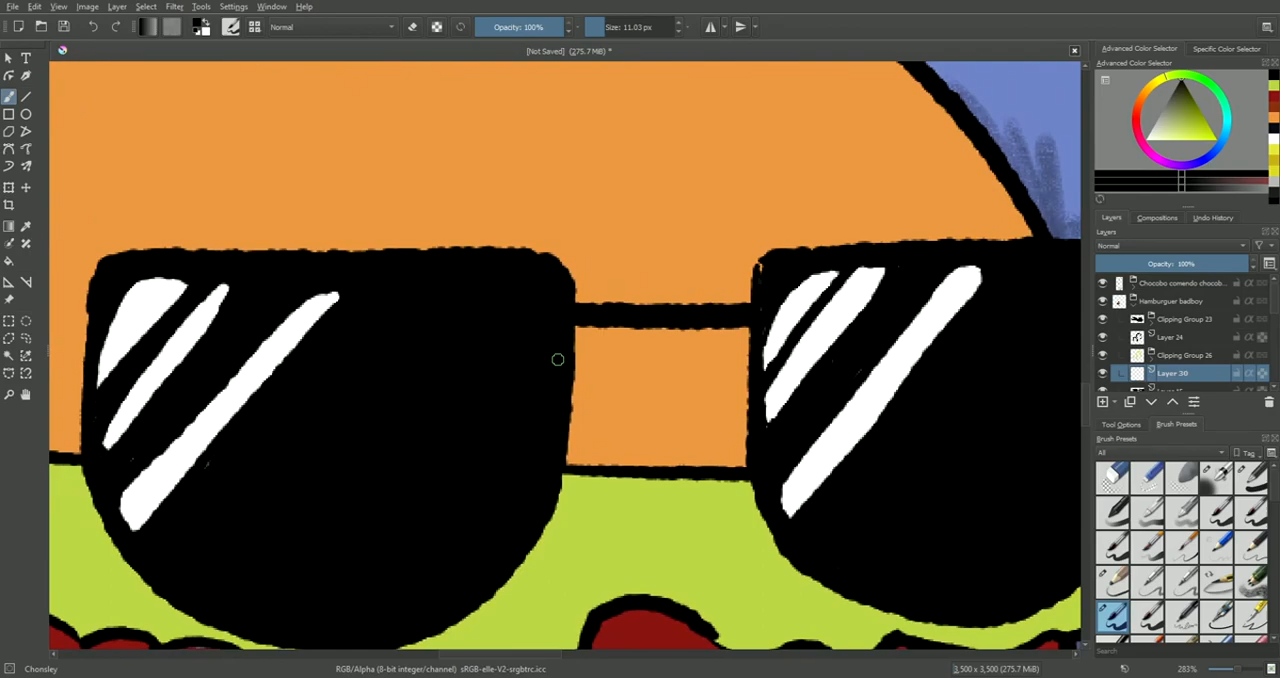 File Edit View Image Layer Select Filter Tools Settings Window Help
Normal Opacity: 100% Size: 11.03 px
[Not Saved] (275.7 MiB) *
Advanced Color Selector Specific Color Selector
Advanced Color Selector
Layers Compositions Undo History
Layers
Normal
Opacity: 100%
Chocobo comendo chocob...
Hamburguer badboy
Clipping Group 23
Layer 24
Clipping Group 26
Layer 30
Tool Options Brush Presets
Brush Presets
All Tag
Search
Chonsley RGB/Alpha (8-bit integer/channel) sRGB-elle-V2-srgbtrc.icc 3,500 x 3,500 (275.7 MiB) 283%